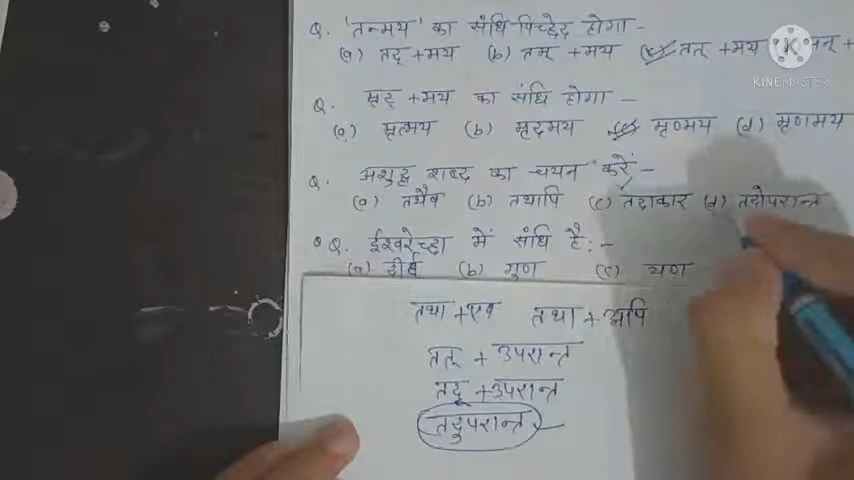 Q. 'तन्मय' का संधि-विच्छेद होगा -
(a) तद् +मय (b) तम् +मय (c) तत् +मय
Q. मृद् +मय का संधि होगा -
(a) मृत्मय (b) मृद्मय (c) मृण्मय (d) मृणमय
Q. अशुद्ध शब्द का चयन करें -
(a) तथैव (b) तथापि (c) तदाकार (d) तदोपरान्त
Q. ईश्वरेच्छा में संधि है :-
(a) दीर्घ (b) गुण (c) यण
तथा +एव तथा +अपि
तत् + उपरान्त
तद् +उपरान्त
तदुपरान्त
KINEMASTER